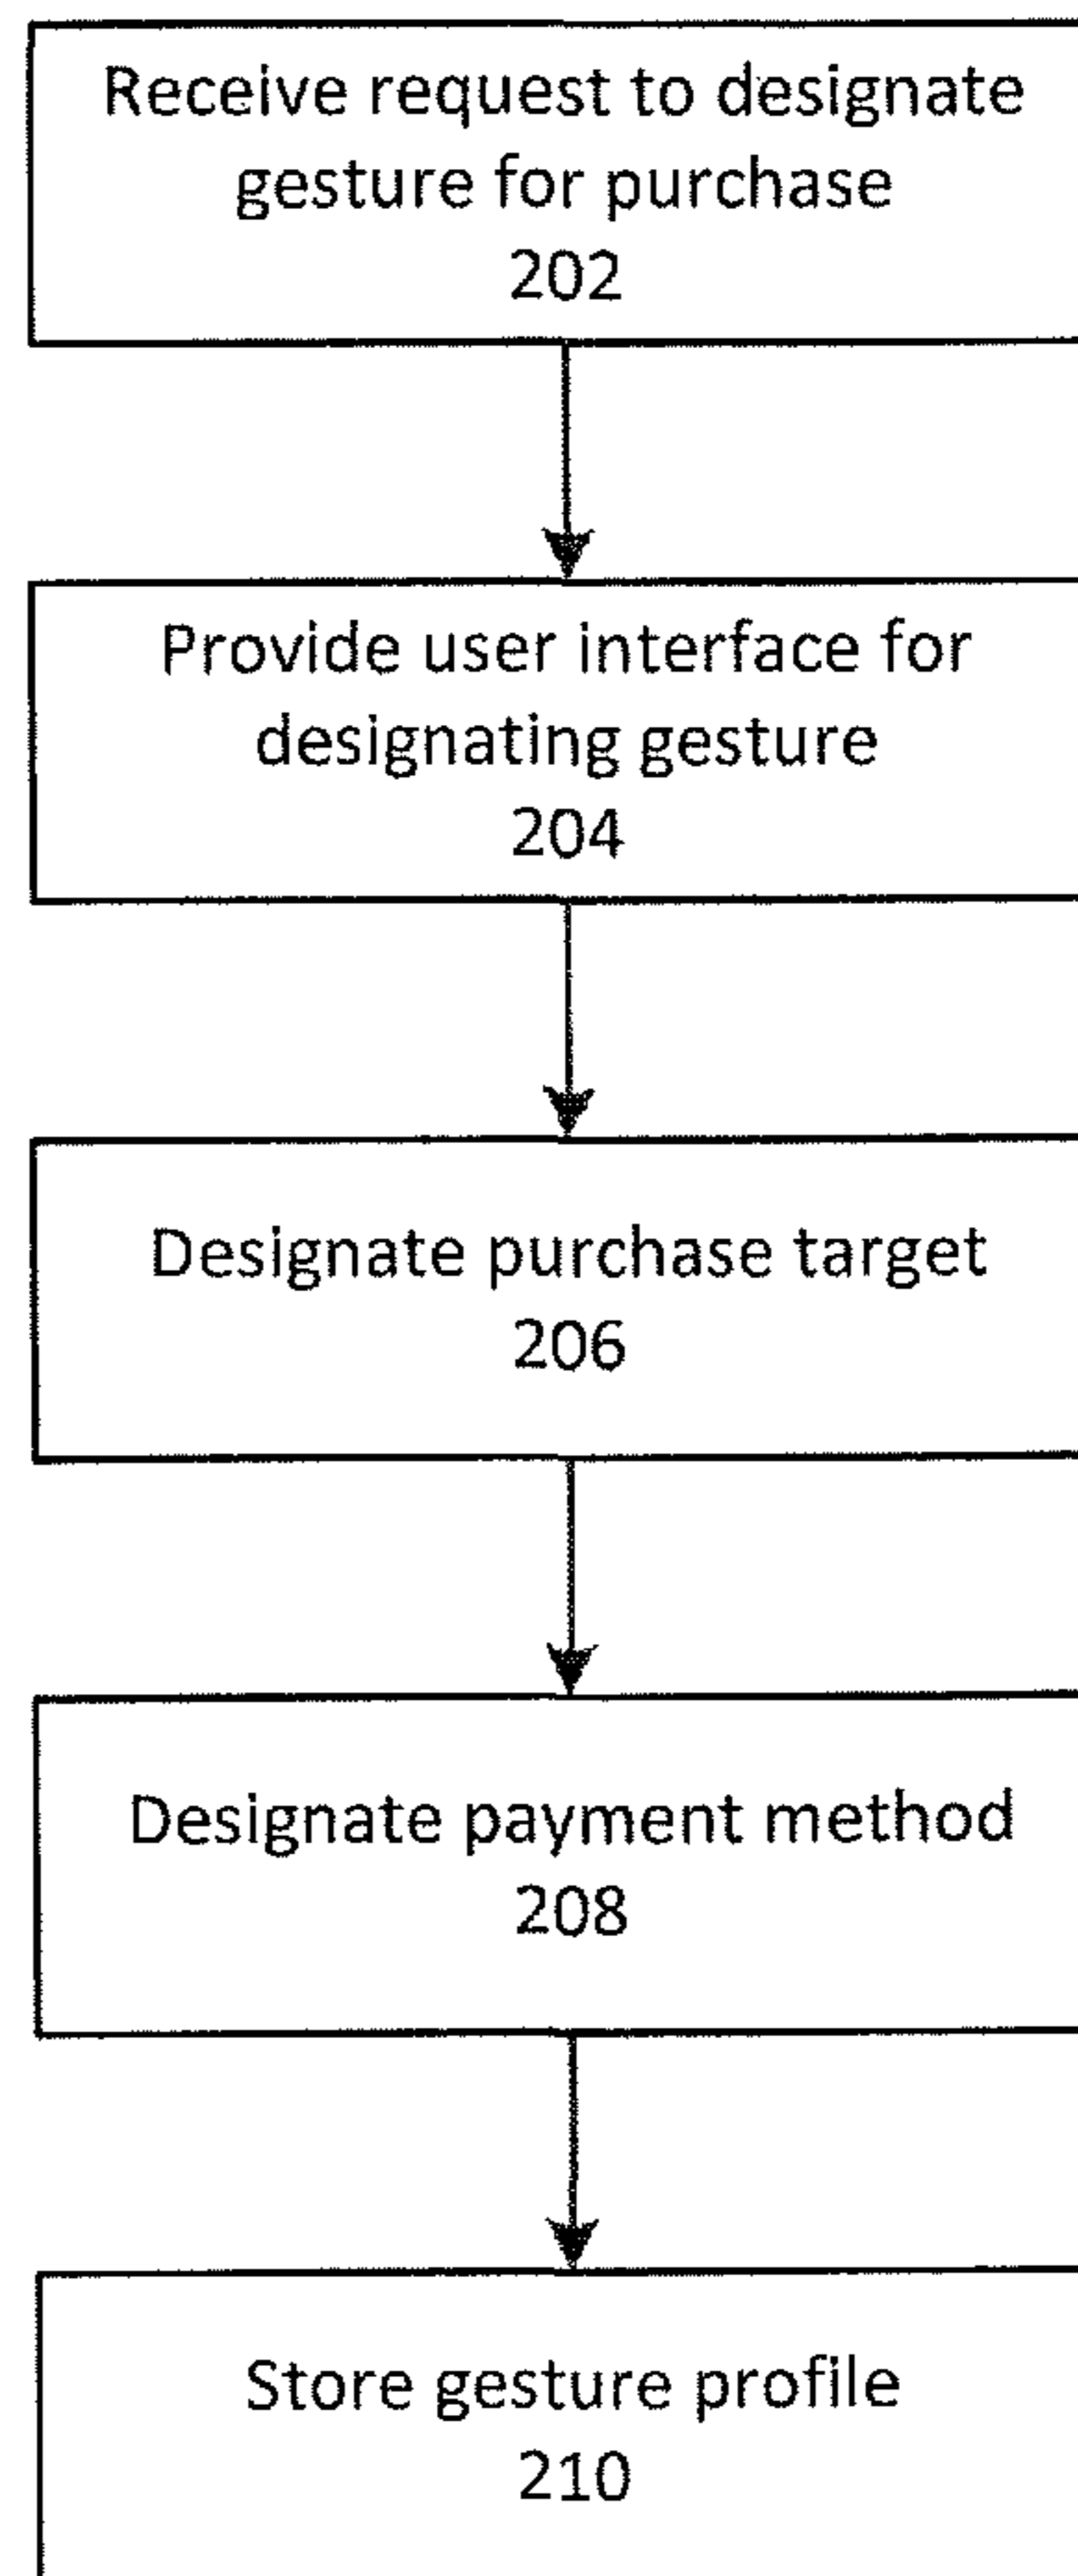 Receive request to designate
gesture for purchase
202
Provide user interface for
designating gesture
204
Designate purchase target
206
Designate payment method
208
Store gesture profile
210